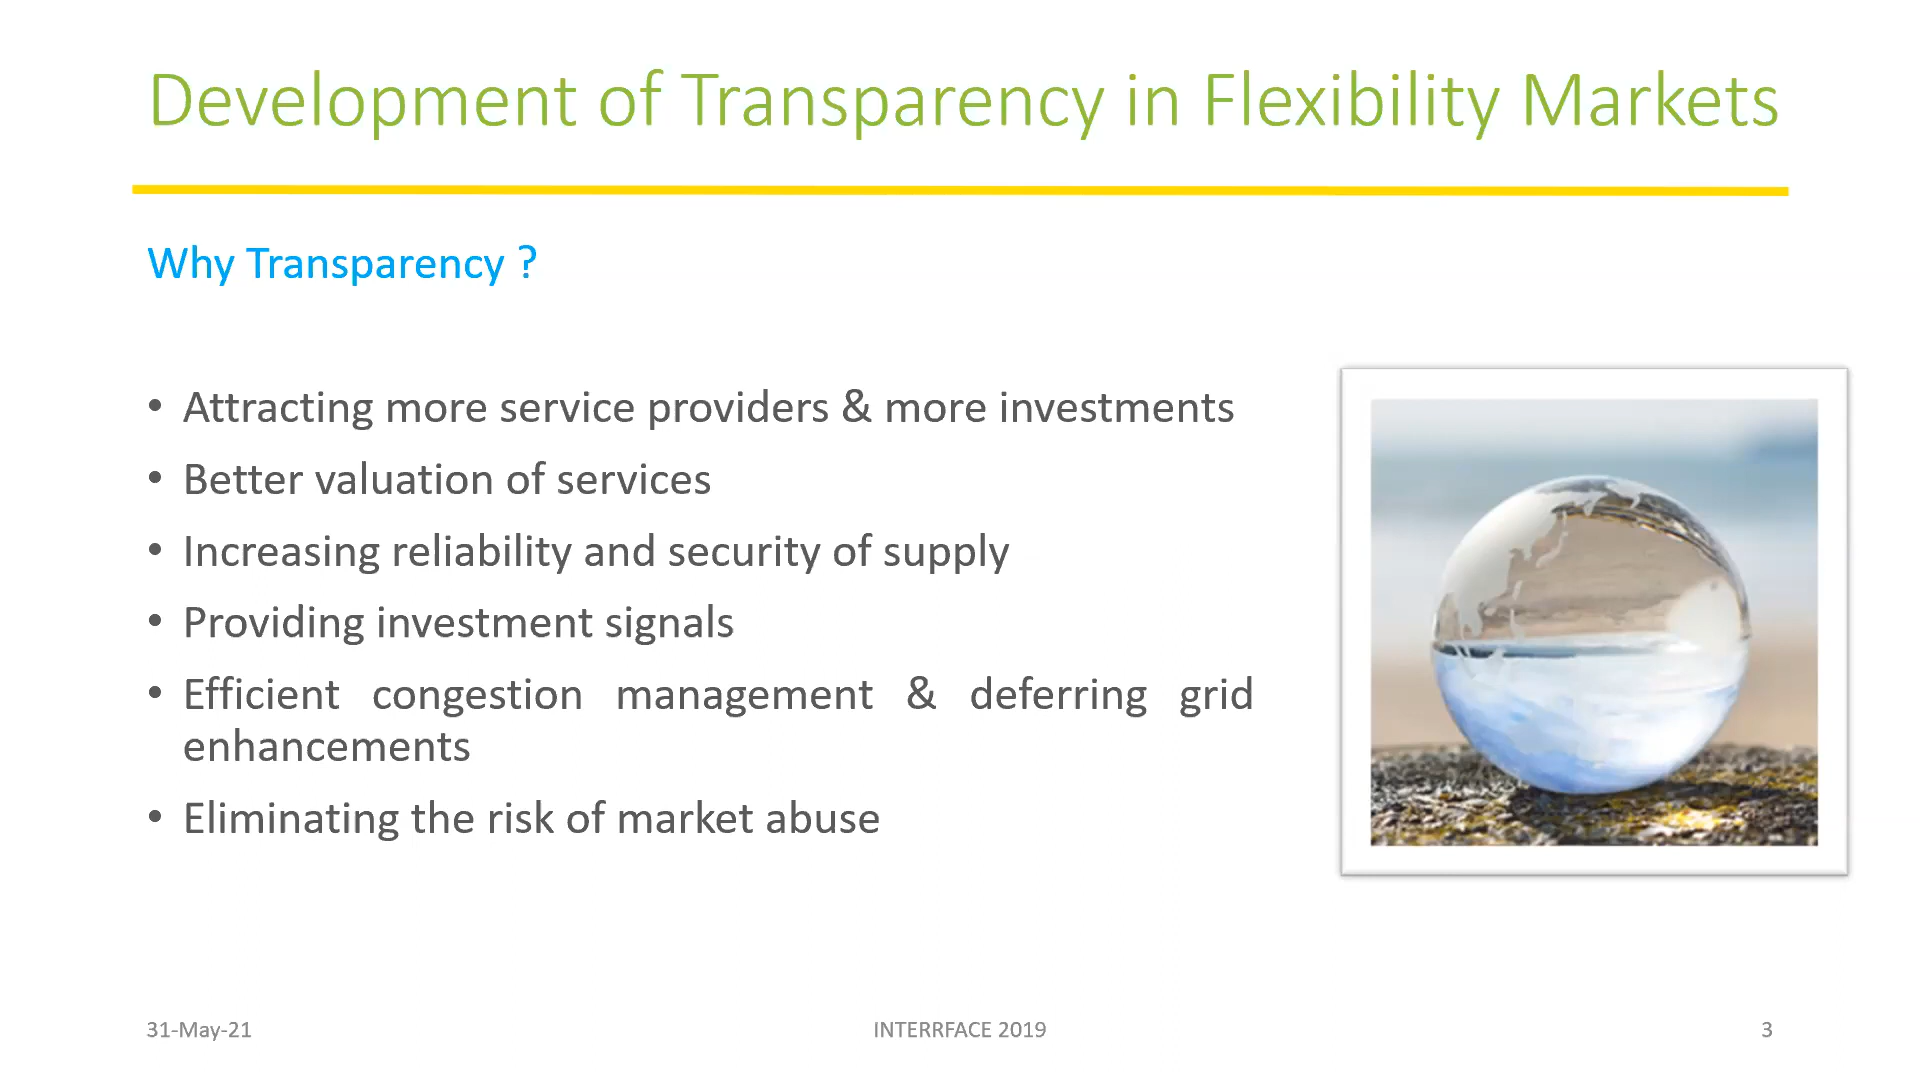 Development of Transparency in Flexibility Markets
Why Transparency ?
• Attracting more service providers & more investments
• Better valuation of services
• Increasing reliability and security of supply
• Providing investment signals
• Efficient congestion management & deferring grid
enhancements
• Eliminating the risk of market abuse
31-May-21
INTERRFACE 2019
3